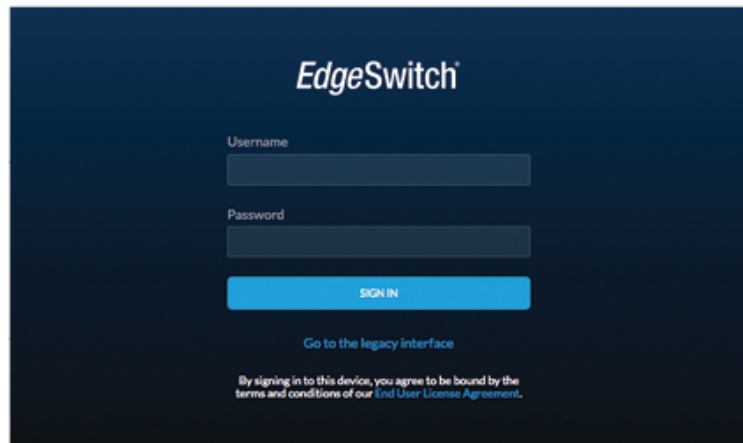 EdgeSwitch
Username
Password
SIGN IN
Go to the legacy interface
By signing in to this device, you agree to be bound by the
terms and conditions of our End User License Agreement.